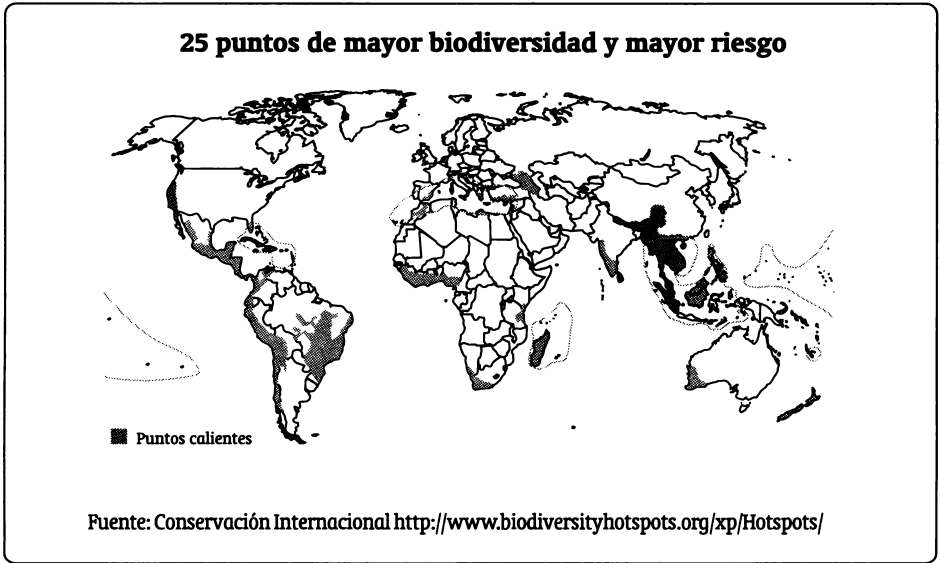 25 puntos de mayor biodiversidad y mayor riesgo
Puntos calientes
Fuente: Conservación Internacional http://www.biodiversityhotspots.org/xp/Hotspots/